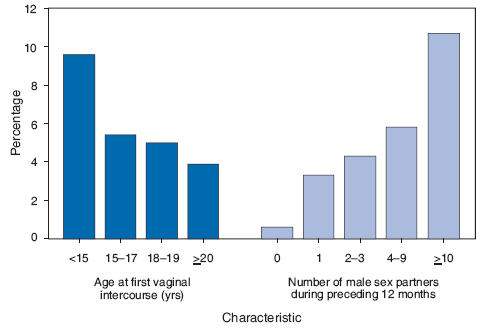 12
10
8
6
4
2
0
Percentage
<15 15–17 18–19 ≥20 0 1 2–3 4–9 ≥10
Age at first vaginal
intercourse (yrs)
Number of male sex partners
during preceding 12 months
Characteristic